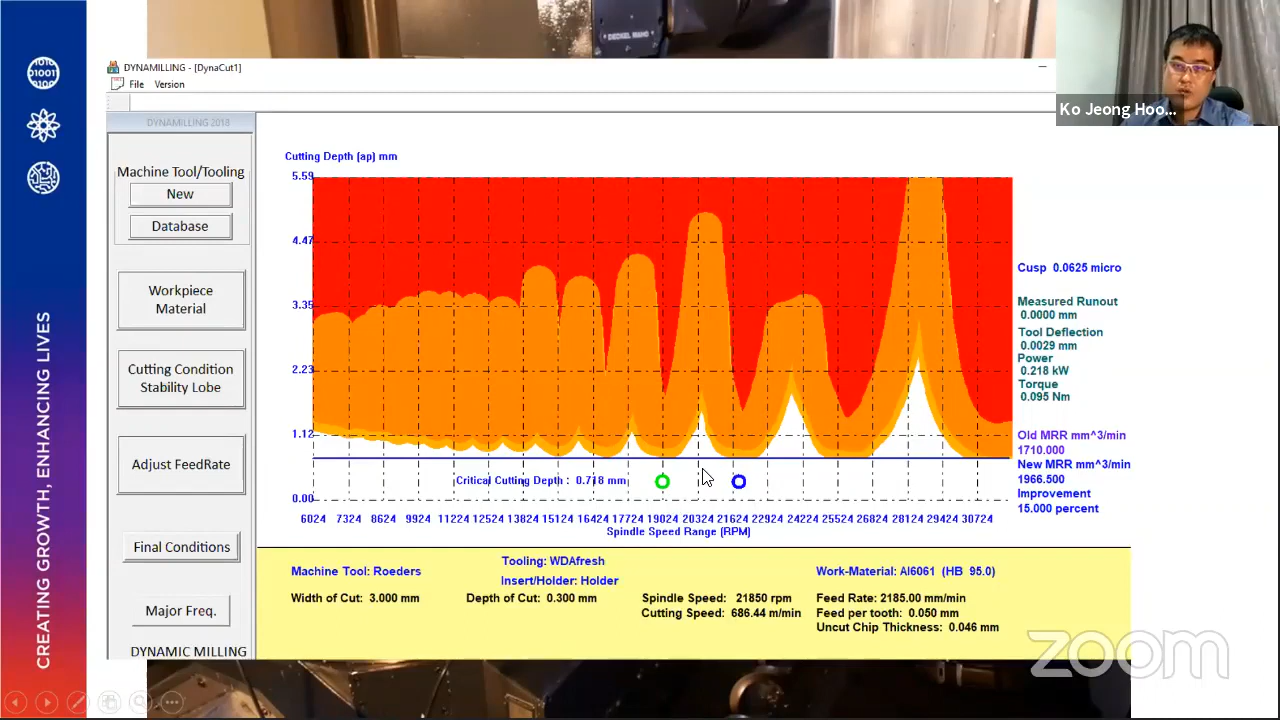 DECKEL MAHO
DYNAMILLING - [DynaCut1]
File Version
Ko Jeong Hoo...
DYNAMILLING 2018
Machine Tool/Tooling
New
Database
Workpiece
Material
Cutting Condition
Stability Lobe
Adjust FeedRate
Final Conditions
Major Freq.
DYNAMIC MILLING
Cutting Depth (ap) mm
5.59
4.47
3.35
2.23
1.12
0.00
Critical Cutting Depth : 0.718 mm
6024 7324 8624 9924 11224 12524 13824 15124 16424 17724 19024 20324 21624 22924 24224 25524 26824 28124 29424 30724
Spindle Speed Range (RPM)
Cusp 0.0625 micro
Measured Runout
0.0000 mm
Tool Deflection
0.0029 mm
Power
0.218 kW
Torque
0.095 Nm
Old MRR mm^3/min
1710.000
New MRR mm^3/min
1966.500
Improvement
15.000 percent
Machine Tool: Roeders
Tooling: WDAfresh
Insert/Holder: Holder
Work-Material: Al6061 (HB 95.0)
Width of Cut: 3.000 mm
Depth of Cut: 0.300 mm
Spindle Speed: 21850 rpm
Cutting Speed: 686.44 m/min
Feed Rate: 2185.00 mm/min
Feed per tooth: 0.050 mm
Uncut Chip Thickness: 0.046 mm
CREATING GROWTH, ENHANCING LIVES
zoom